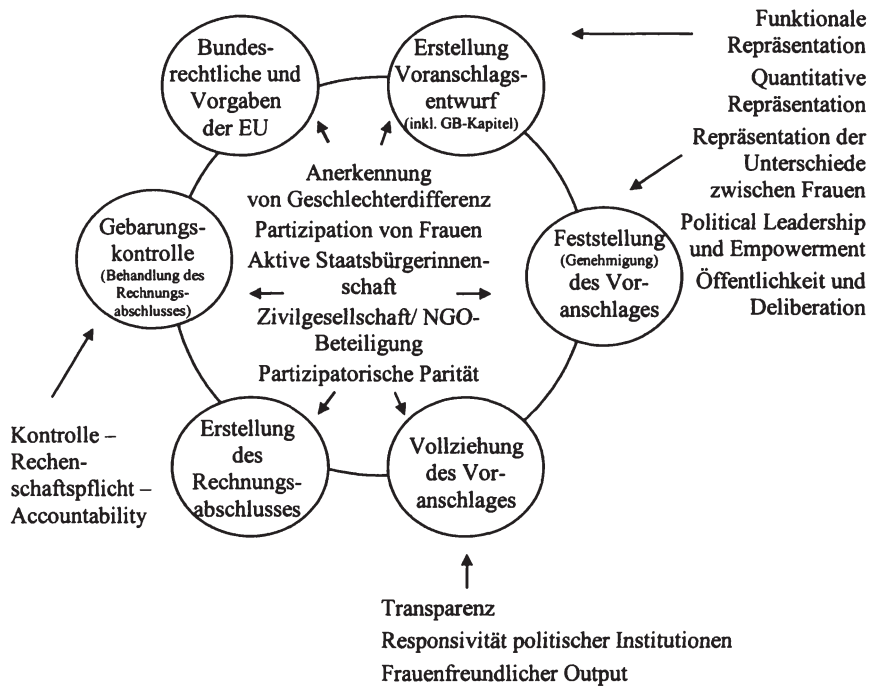 Bundes-
rechtliche und
Vorgaben
der EU
Erstellung
Voranschlags-
entwurf
(inkl. GB-Kapitel)
Funktionale
Repräsentation
Quantitative
Repräsentation
Repräsentation der
Unterschiede
zwischen Frauen
Political Leadership
und Empowerment
Öffentlichkeit und
Deliberation
Gebarungs-
kontrolle
(Behandlung des
Rechnungs-
abschlusses)
Anerkennung
von Geschlechterdifferenz
Partizipation von Frauen
Aktive Staatsbürgerinnen-
schaft
Zivilgesellschaft/ NGO-
Beteiligung
Partizipatorische Parität
Feststellung
(Genehmigung)
des Vor-
anschlages
Kontrolle –
Rechen-
schaftspflicht –
Accountability
Erstellung
des
Rechnungs-
abschlusses
Vollziehung
des Vor-
anschlages
Transparenz
Responsivität politischer Institutionen
Frauenfreundlicher Output